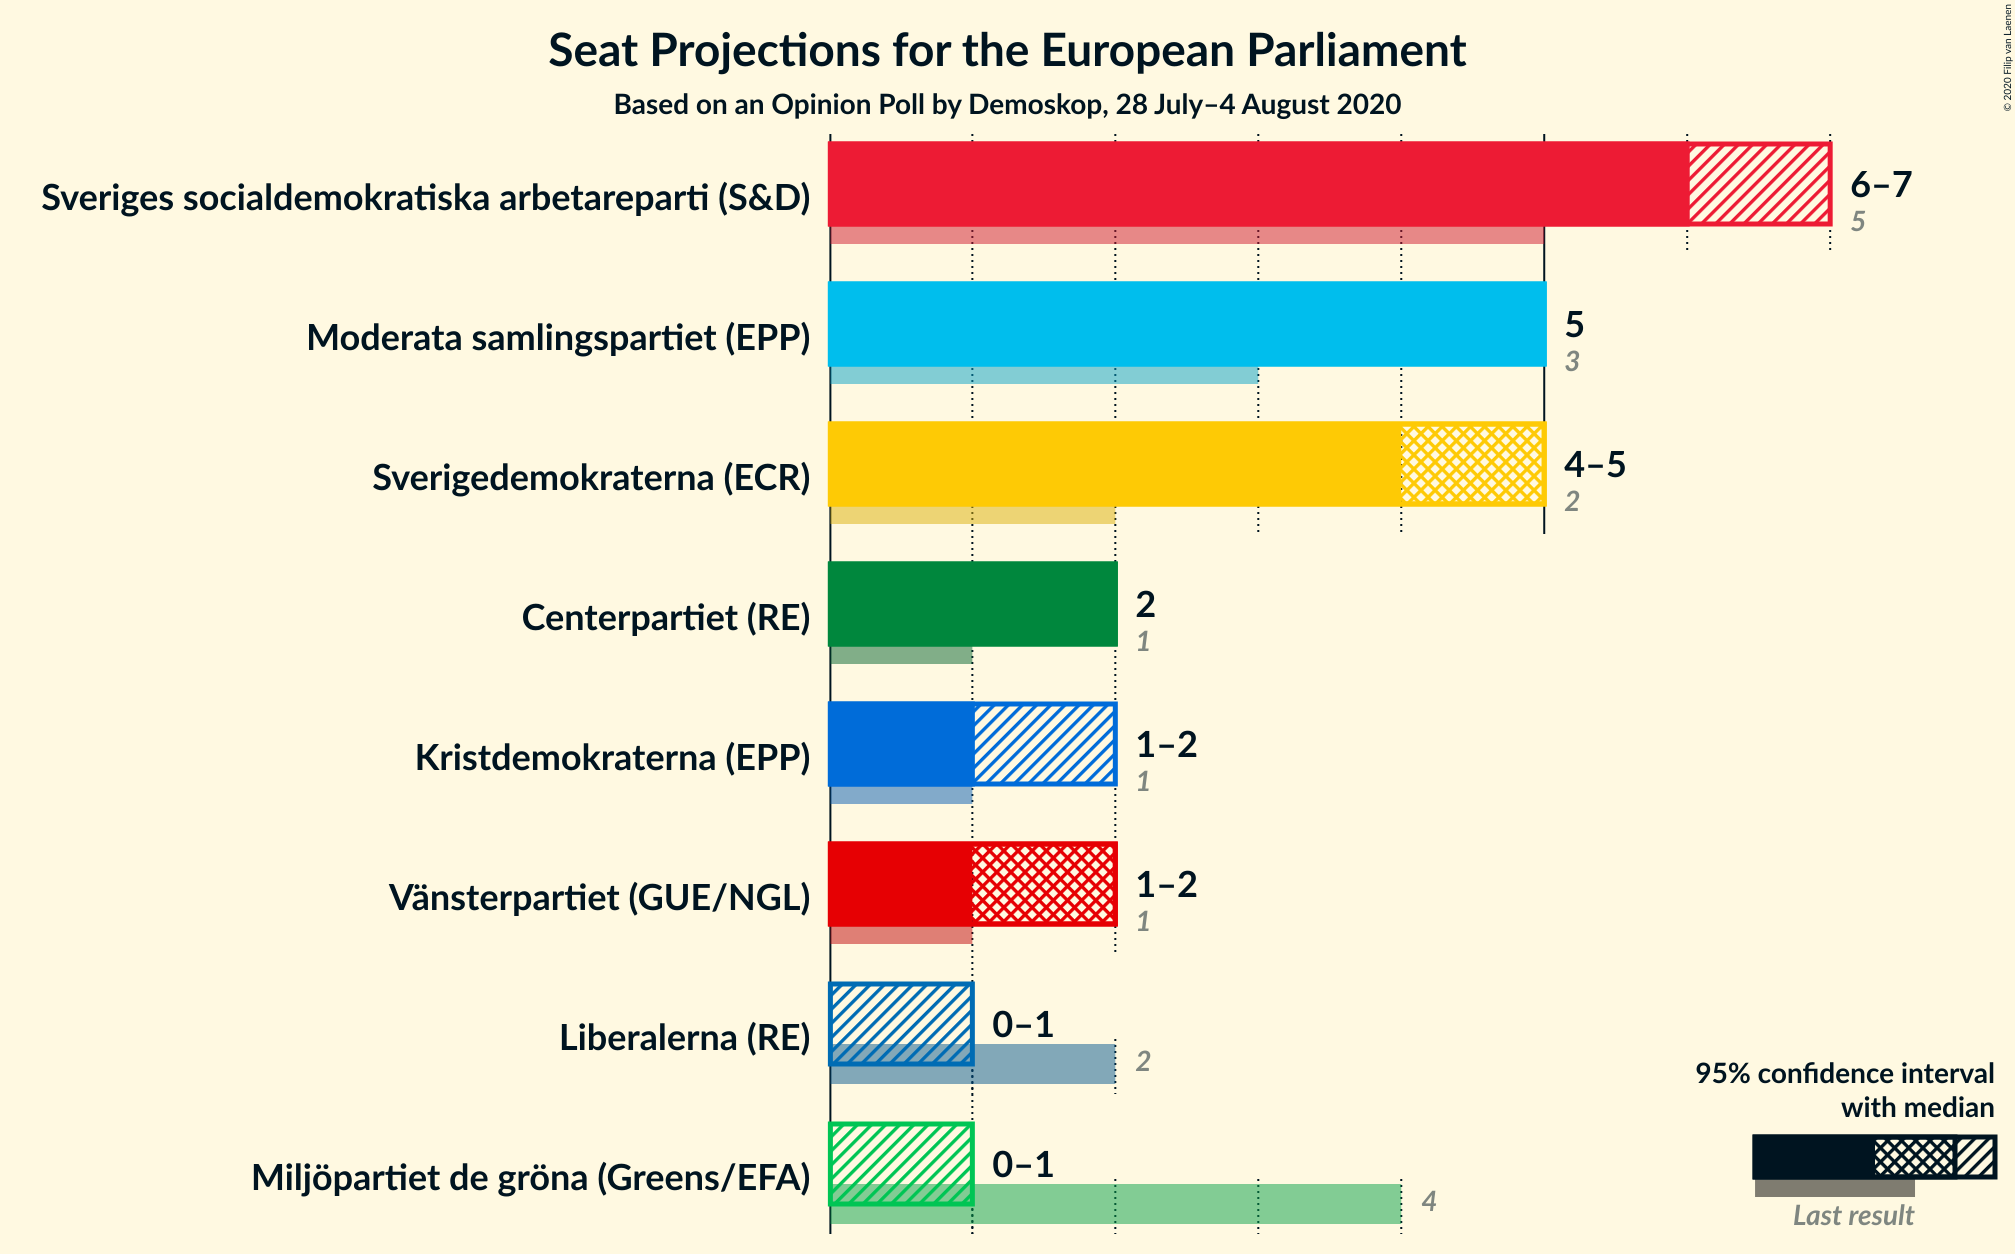 Seat Projections for the European Parliament
Based on an Opinion Poll by Demoskop, 28 July–4 August 2020
© 2020 Filip van Laenen
Sveriges socialdemokratiska arbetareparti (S&D)
6–7
5
Moderata samlingspartiet (EPP)
5
3
Sverigedemokraterna (ECR)
4–5
2
Centerpartiet (RE)
2
1
Kristdemokraterna (EPP)
1–2
1
Vänsterpartiet (GUE/NGL)
1–2
1
Liberalerna (RE)
0–1
2
Miljöpartiet de gröna (Greens/EFA)
0–1
4
95% confidence interval
with median
Last result